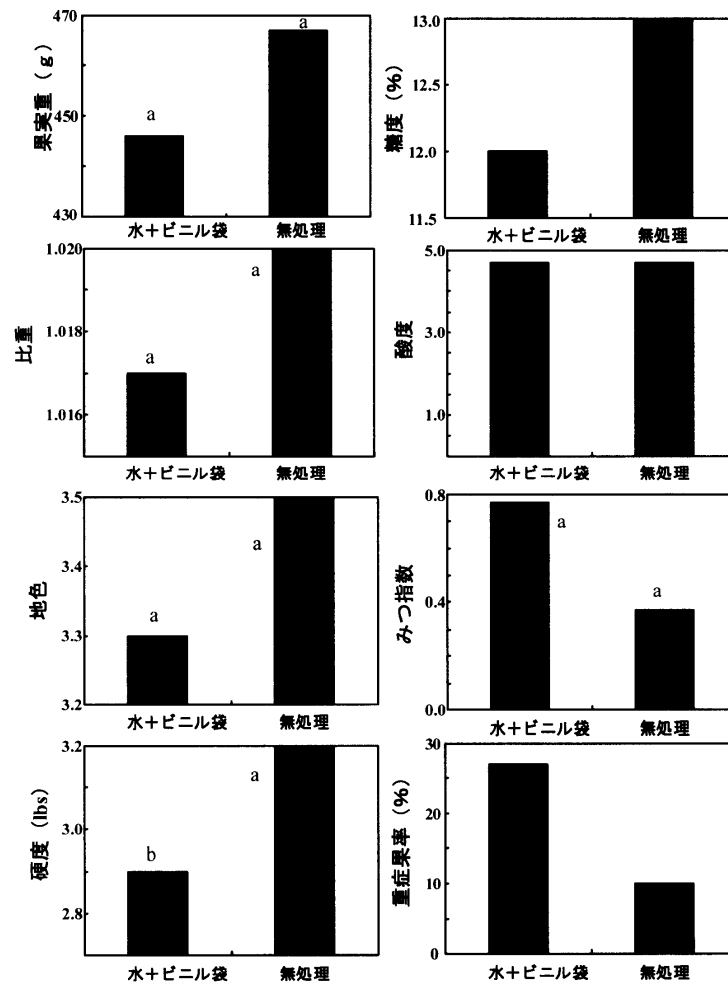 果実重（g）
470
450
430
a
a
水＋ビニル袋
無処理
糖度（%）
13.0
12.5
12.0
11.5
水＋ビニル袋
無処理
比重
1.020
1.018
1.016
a
a
水＋ビニル袋
無処理
酸度
5.0
3.0
1.0
水＋ビニル袋
無処理
地色
3.5
3.4
3.3
3.2
a
a
水＋ビニル袋
無処理
みつ指数
0.8
0.4
0.0
a
a
水＋ビニル袋
無処理
硬度（lbs）
3.2
3.0
2.8
b
a
水＋ビニル袋
無処理
重症果率（%）
30
20
10
0
水＋ビニル袋
無処理